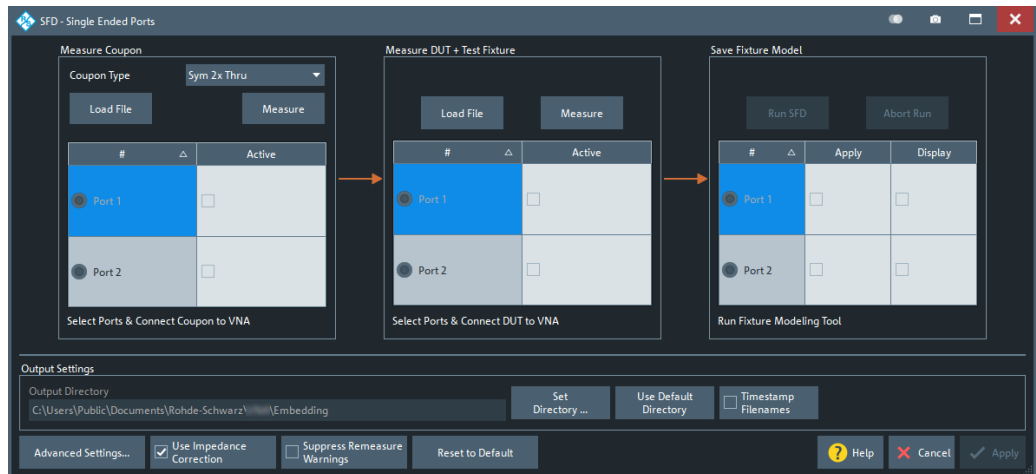 SFD - Single Ended Ports
Measure Coupon
Coupon Type Sym 2x Thru
Load File Measure
# Active
Port 1
Port 2
Select Ports & Connect Coupon to VNA
Measure DUT + Test Fixture
Load File Measure
# Active
Port 1
Port 2
Select Ports & Connect DUT to VNA
Save Fixture Model
Run SFD Abort Run
# Apply Display
Port 1
Port 2
Run Fixture Modeling Tool
Output Settings
Output Directory
C:\Users\Public\Documents\Rohde-Schwarz\ \Embedding
Set
Directory ...
Use Default
Directory
Timestamp
Filenames
Advanced Settings...
Use Impedance
Correction
Suppress Remeasure
Warnings
Reset to Default
? Help
Cancel
Apply